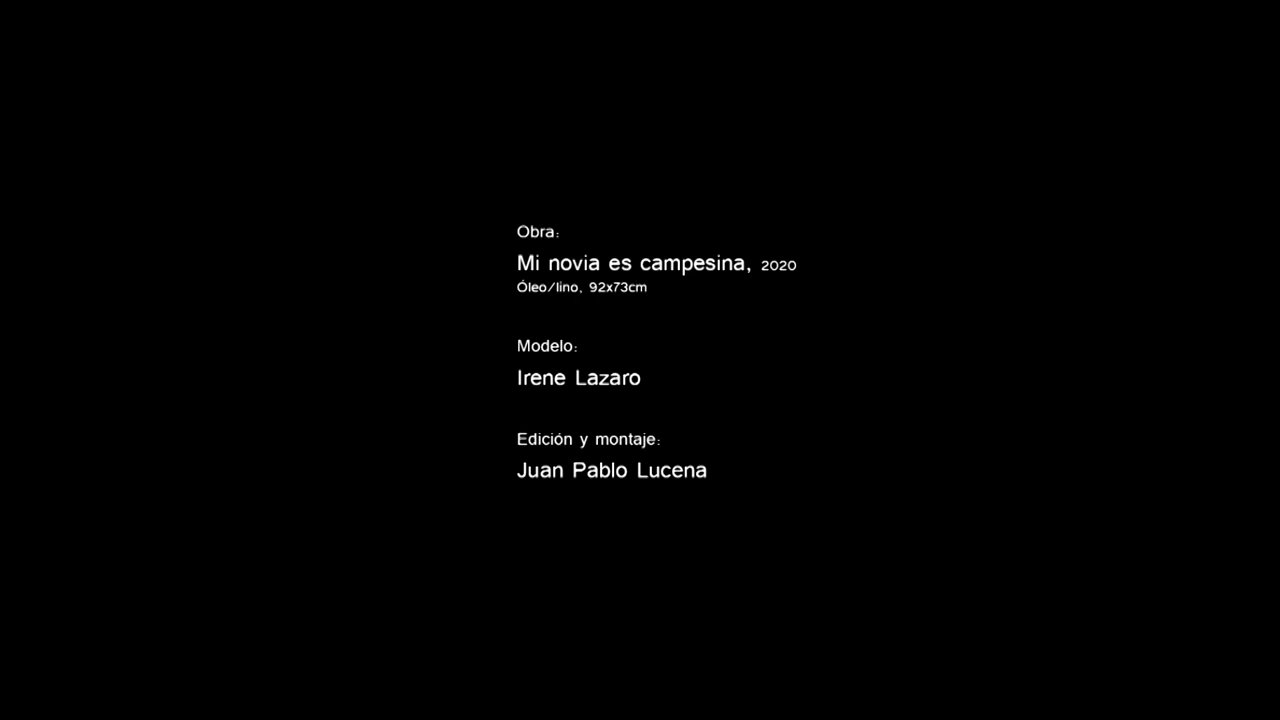 Obra:
Mi novia es campesina, 2020
Óleo/lino, 92x73cm
Modelo:
Irene Lazaro
Edición y montaje:
Juan Pablo Lucena